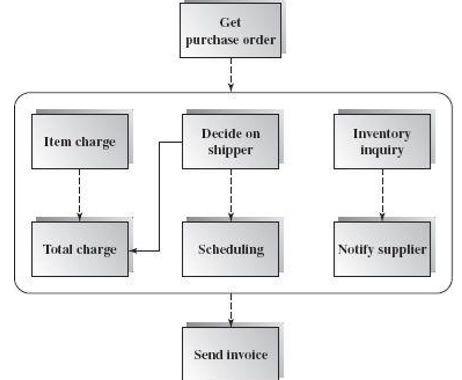 Get
purchase order
Item charge
Decide on
shipper
Inventory
inquiry
Total charge
Scheduling
Notify supplier
Send invoice